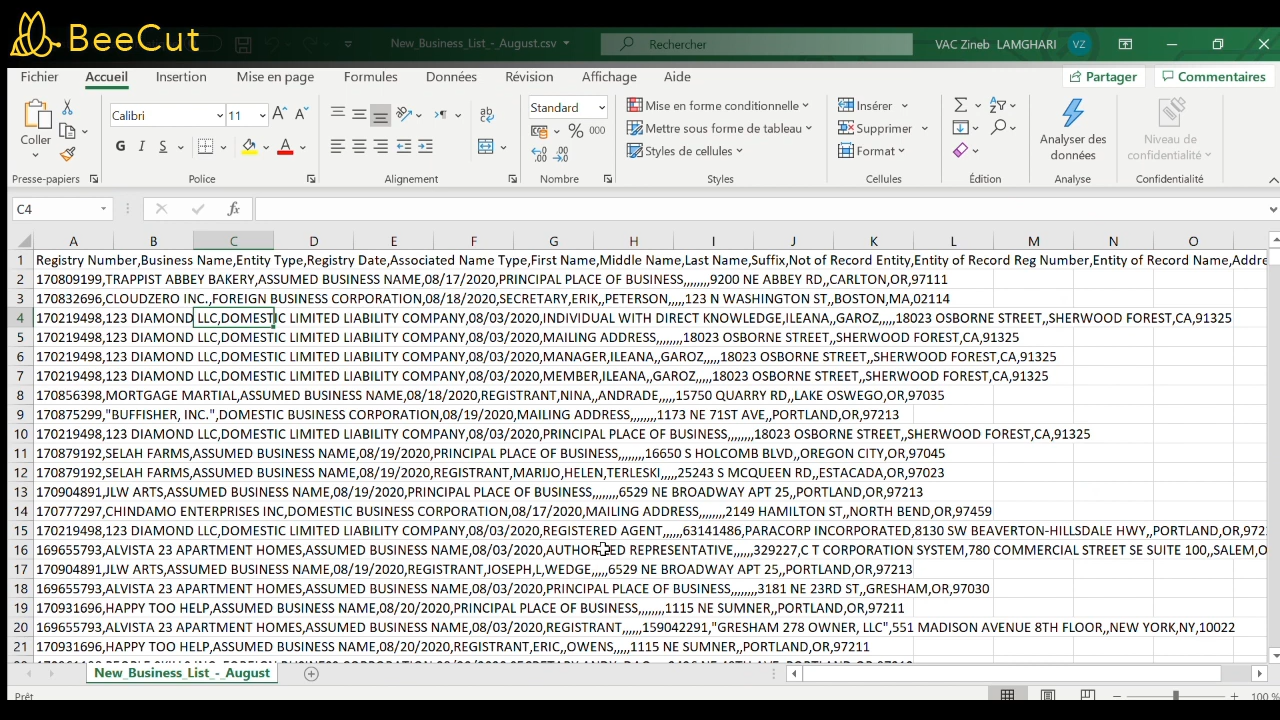 BeeCut
New_Business_List_-_August.csv
Rechercher
VAC Zineb LAMGHARI
VZ
Fichier Accueil Insertion Mise en page Formules Données Révision Affichage Aide
Partager
Commentaires
Coller
Calibri
11
G I S
Standard
% 000
Mise en forme conditionnelle
Mettre sous forme de tableau
Styles de cellules
Insérer
Supprimer
Format
Analyser des données
Niveau de confidentialité
Presse-papiers
Police
Alignement
Nombre
Styles
Cellules
Édition
Analyse
Confidentialité
C4
fx
A B C D E F G H I J K L M N O
1 Registry Number,Business Name,Entity Type,Registry Date,Associated Name Type,First Name,Middle Name,Last Name,Suffix,Not of Record Entity,Entity of Record Reg Number,Entity of Record Name,Addre
2 170809199,TRAPPIST ABBEY BAKERY,ASSUMED BUSINESS NAME,08/17/2020,PRINCIPAL PLACE OF BUSINESS,,,,,,,,9200 NE ABBEY RD,,CARLTON,OR,97111
3 170832696,CLOUDZERO INC.,FOREIGN BUSINESS CORPORATION,08/18/2020,SECRETARY,ERIK,,PETERSON,,,,,123 N WASHINGTON ST,,BOSTON,MA,02114
4 170219498,123 DIAMOND LLC,DOMESTIC LIMITED LIABILITY COMPANY,08/03/2020,INDIVIDUAL WITH DIRECT KNOWLEDGE,ILEANA,,GAROZ,,,,,18023 OSBORNE STREET,,SHERWOOD FOREST,CA,91325
5 170219498,123 DIAMOND LLC,DOMESTIC LIMITED LIABILITY COMPANY,08/03/2020,MAILING ADDRESS,,,,,,,,18023 OSBORNE STREET,,SHERWOOD FOREST,CA,91325
6 170219498,123 DIAMOND LLC,DOMESTIC LIMITED LIABILITY COMPANY,08/03/2020,MANAGER,ILEANA,,GAROZ,,,,,18023 OSBORNE STREET,,SHERWOOD FOREST,CA,91325
7 170219498,123 DIAMOND LLC,DOMESTIC LIMITED LIABILITY COMPANY,08/03/2020,MEMBER,ILEANA,,GAROZ,,,,,18023 OSBORNE STREET,,SHERWOOD FOREST,CA,91325
8 170856398,MORTGAGE MARTIAL,ASSUMED BUSINESS NAME,08/18/2020,REGISTRANT,NINA,,ANDRADE,,,,,15750 QUARRY RD,,LAKE OSWEGO,OR,97035
9 170875299,"BUFFISHER, INC.",DOMESTIC BUSINESS CORPORATION,08/19/2020,MAILING ADDRESS,,,,,,,,1173 NE 71ST AVE,,PORTLAND,OR,97213
10 170219498,123 DIAMOND LLC,DOMESTIC LIMITED LIABILITY COMPANY,08/03/2020,PRINCIPAL PLACE OF BUSINESS,,,,,,,,18023 OSBORNE STREET,,SHERWOOD FOREST,CA,91325
11 170879192,SELAH FARMS,ASSUMED BUSINESS NAME,08/19/2020,PRINCIPAL PLACE OF BUSINESS,,,,,,,,16650 S HOLCOMB BLVD,,OREGON CITY,OR,97045
12 170879192,SELAH FARMS,ASSUMED BUSINESS NAME,08/19/2020,REGISTRANT,MARIJO,HELEN,TERLESKI,,,,,25243 S MCQUEEN RD,,ESTACADA,OR,97023
13 170904891,JLW ARTS,ASSUMED BUSINESS NAME,08/19/2020,PRINCIPAL PLACE OF BUSINESS,,,,,,,,6529 NE BROADWAY APT 25,,PORTLAND,OR,97213
14 170777297,CHINDAMO ENTERPRISES INC,DOMESTIC BUSINESS CORPORATION,08/17/2020,MAILING ADDRESS,,,,,,,,2149 HAMILTON ST,,NORTH BEND,OR,97459
15 170219498,123 DIAMOND LLC,DOMESTIC LIMITED LIABILITY COMPANY,08/03/2020,REGISTERED AGENT,,,,,,63141486,PARACORP INCORPORATED,8130 SW BEAVERTON-HILLSDALE HWY,,PORTLAND,OR,972
16 169655793,ALVISTA 23 APARTMENT HOMES,ASSUMED BUSINESS NAME,08/03/2020,AUTHORIZED REPRESENTATIVE,,,,,,329227,C T CORPORATION SYSTEM,780 COMMERCIAL STREET SE SUITE 100,,SALEM,O
17 170904891,JLW ARTS,ASSUMED BUSINESS NAME,08/19/2020,REGISTRANT,JOSEPH,L,WEDGE,,,,,6529 NE BROADWAY APT 25,,PORTLAND,OR,97213
18 169655793,ALVISTA 23 APARTMENT HOMES,ASSUMED BUSINESS NAME,08/03/2020,PRINCIPAL PLACE OF BUSINESS,,,,,,,,3181 NE 23RD ST,,GRESHAM,OR,97030
19 170931696,HAPPY TOO HELP,ASSUMED BUSINESS NAME,08/20/2020,PRINCIPAL PLACE OF BUSINESS,,,,,,,,1115 NE SUMNER,,PORTLAND,OR,97211
20 169655793,ALVISTA 23 APARTMENT HOMES,ASSUMED BUSINESS NAME,08/03/2020,REGISTRANT,,,,,,159042291,"GRESHAM 278 OWNER, LLC",551 MADISON AVENUE 8TH FLOOR,,NEW YORK,NY,10022
21 170931696,HAPPY TOO HELP,ASSUMED BUSINESS NAME,08/20/2020,REGISTRANT,ERIC,,OWENS,,,,,1115 NE SUMNER,,PORTLAND,OR,97211
New_Business_List_-_August
Prêt
100 %